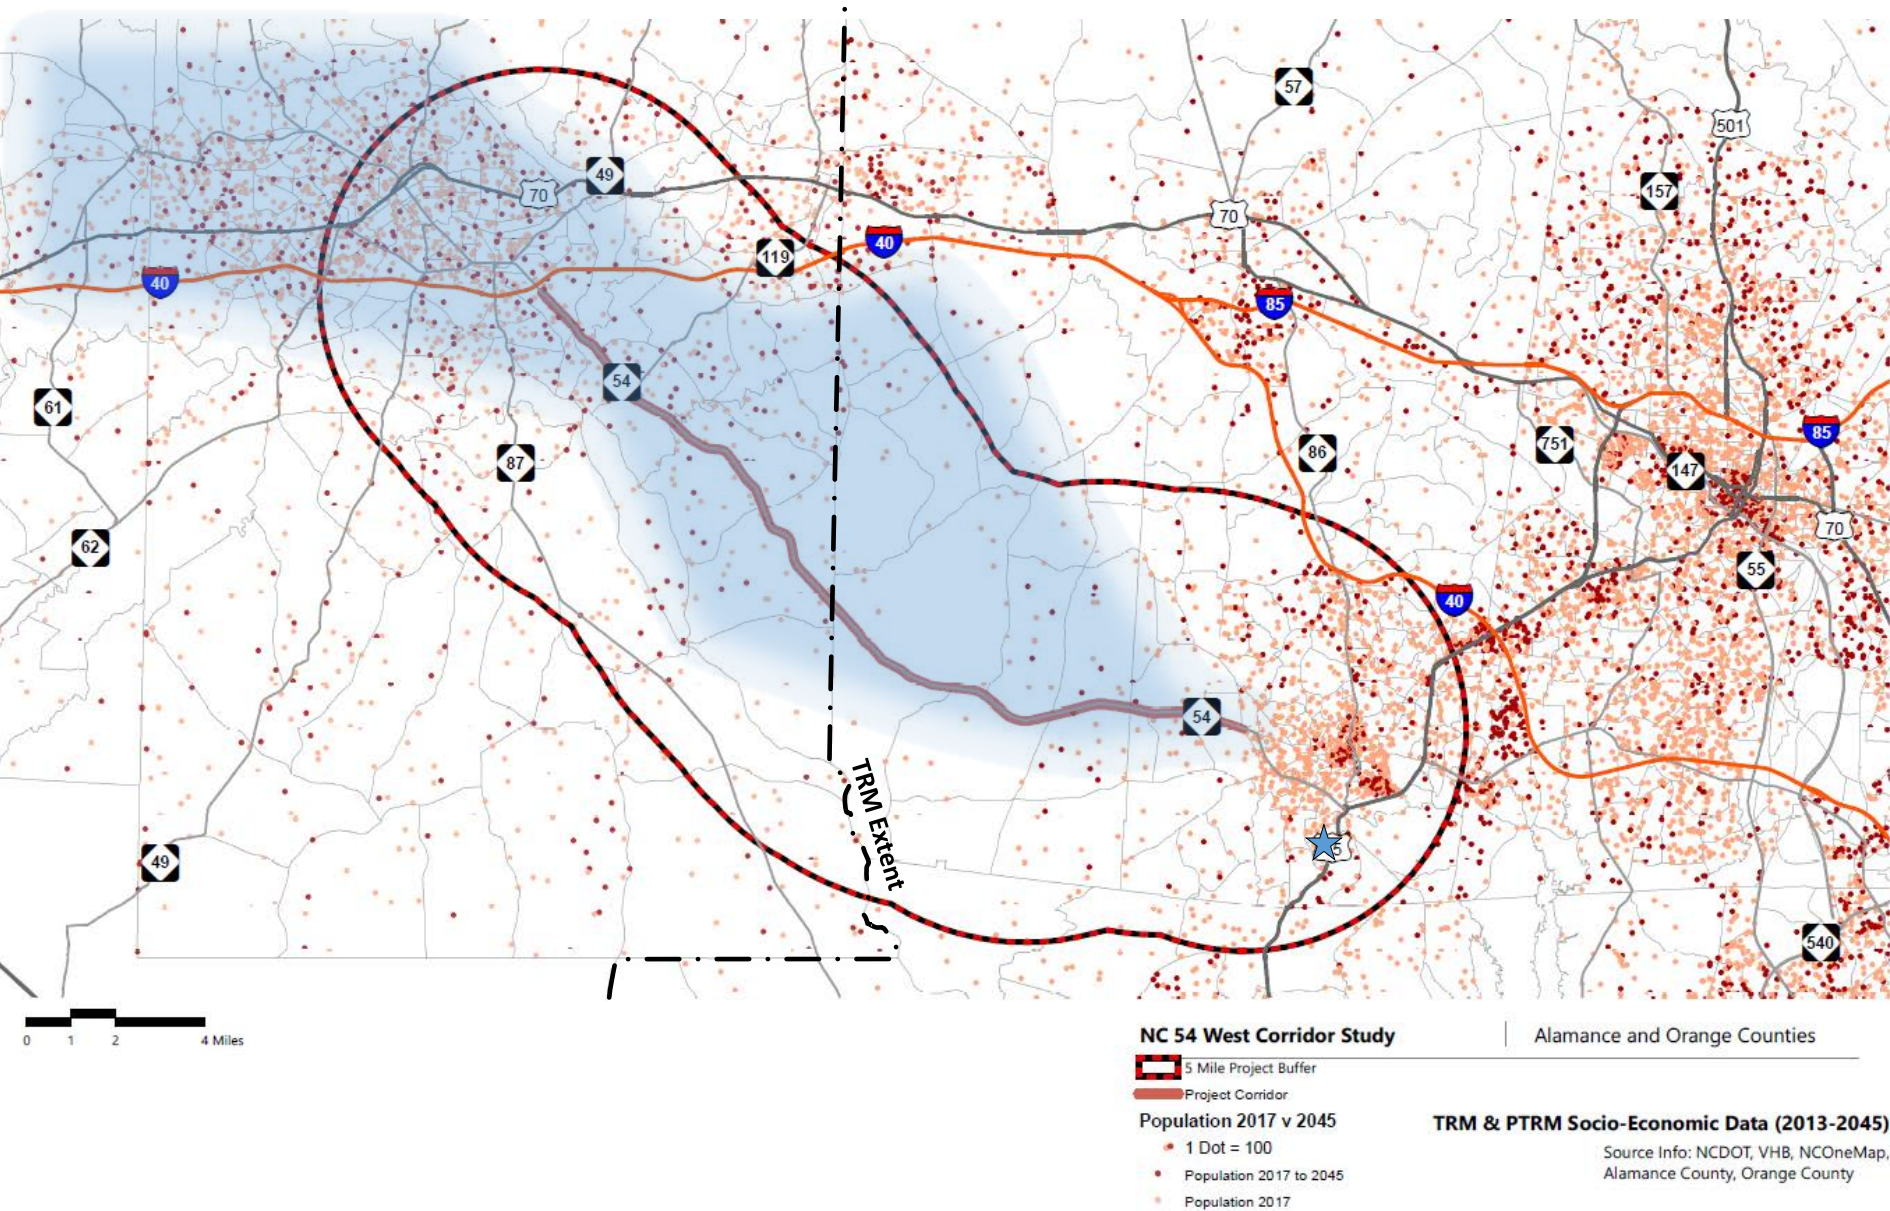 57
501
157
49
70
70
119
40
40
85
54
61
85
86
751
87
147
70
62
55
40
54
TRM Extent
49
5
540
0 1 2 4 Miles
NC 54 West Corridor Study
Alamance and Orange Counties
5 Mile Project Buffer
Project Corridor
Population 2017 v 2045
TRM & PTRM Socio-Economic Data (2013-2045)
1 Dot = 100
Source Info: NCDOT, VHB, NCOneMap,
Population 2017 to 2045
Alamance County, Orange County
Population 2017